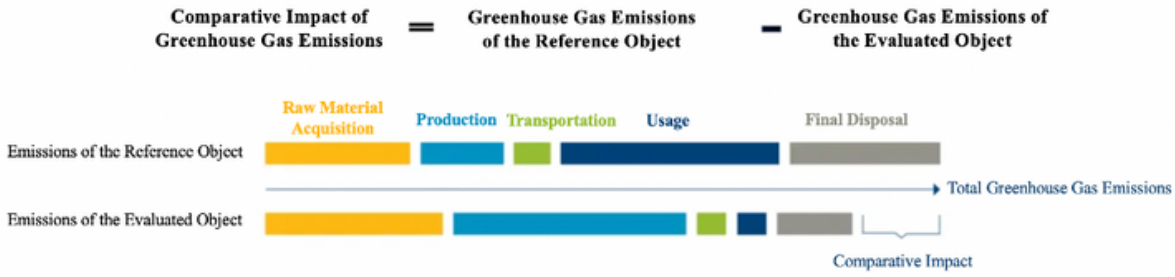 Comparative Impact of
Greenhouse Gas Emissions
=
Greenhouse Gas Emissions
of the Reference Object
-
Greenhouse Gas Emissions of
the Evaluated Object
Raw Material
Acquisition
Production
Transportation
Usage
Final Disposal
Emissions of the Reference Object
Total Greenhouse Gas Emissions
Emissions of the Evaluated Object
Comparative Impact